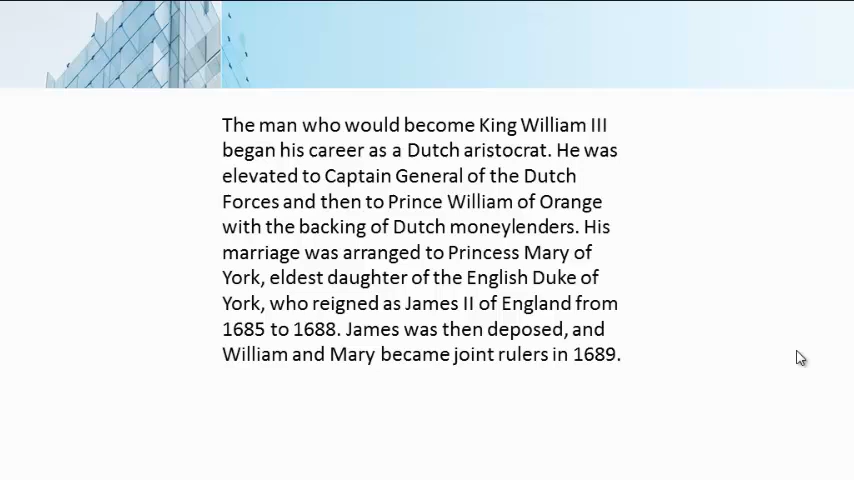 The man who would become King William III
began his career as a Dutch aristocrat. He was
elevated to Captain General of the Dutch
Forces and then to Prince William of Orange
with the backing of Dutch moneylenders. His
marriage was arranged to Princess Mary of
York, eldest daughter of the English Duke of
York, who reigned as James II of England from
1685 to 1688. James was then deposed, and
William and Mary became joint rulers in 1689.